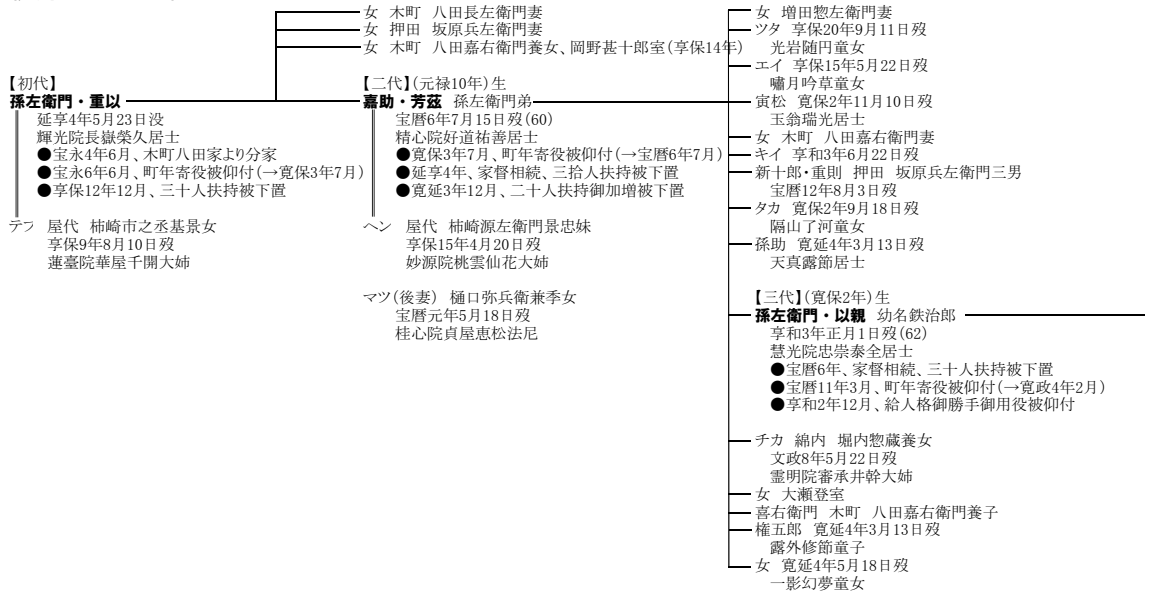 女 木町 八田長左衛門妻
女 押田 坂原兵左衛門妻
女 木町 八田嘉右衛門養女、岡野甚十郎室(享保14年)
【初代】
孫左衛門・重以
延享4年5月23日没
輝光院長嶽榮久居士
●宝永4年6月、木町八田家より分家
●宝永6年6月、町年寄役被仰付(→寛保3年7月)
●享保12年12月、三十人扶持被下置
テフ 屋代 柿崎市之丞基景女
享保9年8月10日歿
蓮臺院華屋千開大姉
【二代】(元禄10年)生
嘉助・芳茲 孫左衛門弟
宝暦6年7月15日歿(60)
精心院好道祐善居士
●寛保3年7月、町年寄役被仰付(→宝暦6年7月)
●延享4年、家督相続、三拾人扶持被下置
●寛延3年12月、二十人扶持御加増被下置
ヘン 屋代 柿崎源左衛門景忠妹
享保15年4月20日歿
妙源院桃雲仙花大姉
マツ(後妻) 樋口弥兵衛兼季女
宝暦元年5月18日歿
桂心院貞屋恵松法尼
女 増田惣左衛門妻
ツタ 享保20年9月11日歿
光岩随円童女
エイ 享保15年5月22日歿
嘯月吟草童女
寅松 寛保2年11月10日歿
玉翁瑞光居士
女 木町 八田嘉右衛門妻
キイ 享和3年6月22日歿
新十郎・重則 押田 坂原兵左衛門三男
宝暦12年8月3日歿
タカ 寛保2年9月18日歿
隔山了河童女
孫助 寛延4年3月13日歿
天真露節居士
【三代】(寛保2年)生
孫左衛門・以親 幼名鉄治郎
享和3年正月1日歿(62)
慧光院忠崇泰全居士
●宝暦6年、家督相続、三十人扶持被下置
●宝暦11年3月、町年寄役被仰付(→寛政4年2月)
●享和2年12月、給人格御勝手御用役被仰付
チカ 綿内 堀内惣蔵養女
文政8年5月22日歿
霊明院審承井幹大姉
女 大瀬登室
喜右衛門 木町 八田嘉右衛門養子
権五郎 寛延4年3月13日歿
露外修節童子
女 寛延4年5月18日歿
一影幻夢童女